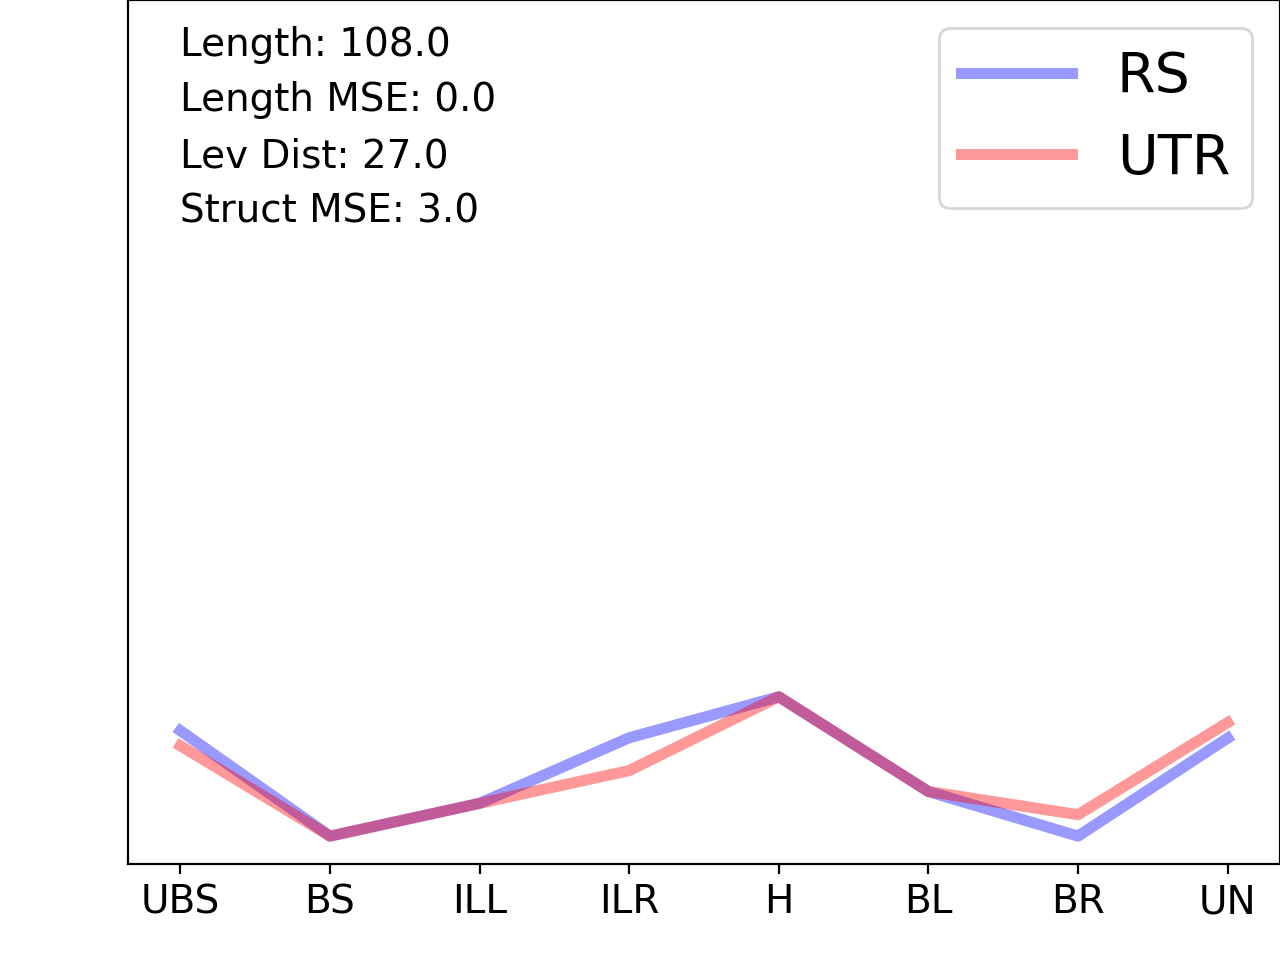 Length: 108.0
Length MSE: 0.0
Lev Dist: 27.0
Struct MSE: 3.0
RS
UTR
UBS BS ILL ILR H BL BR UN